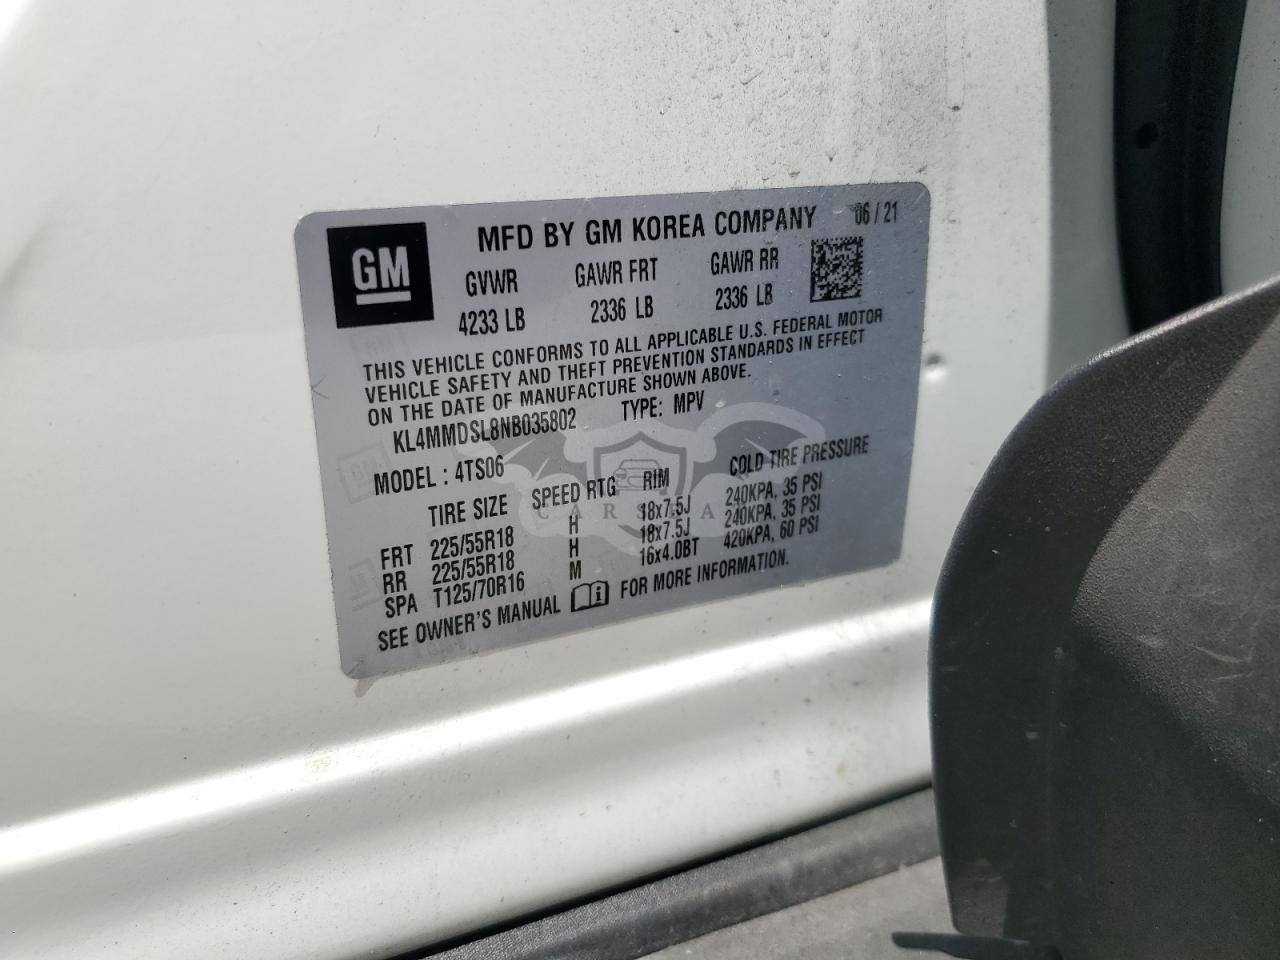 GM
MFD BY GM KOREA COMPANY 06 / 21
GVWR GAWR FRT GAWR RR
4233 LB 2336 LB 2336 LB
THIS VEHICLE CONFORMS TO ALL APPLICABLE U.S. FEDERAL MOTOR
VEHICLE SAFETY AND THEFT PREVENTION STANDARDS IN EFFECT
ON THE DATE OF MANUFACTURE SHOWN ABOVE.
KL4MMDSL8NB035802 TYPE: MPV
MODEL : 4TS06
TIRE SIZE SPEED RTG RIM COLD TIRE PRESSURE
FRT 225/55R18 H 18x7.5J 240KPA, 35 PSI
RR 225/55R18 H 18x7.5J 240KPA, 35 PSI
SPA T125/70R16 M 16x4.0BT 420KPA, 60 PSI
SEE OWNER'S MANUAL i FOR MORE INFORMATION.